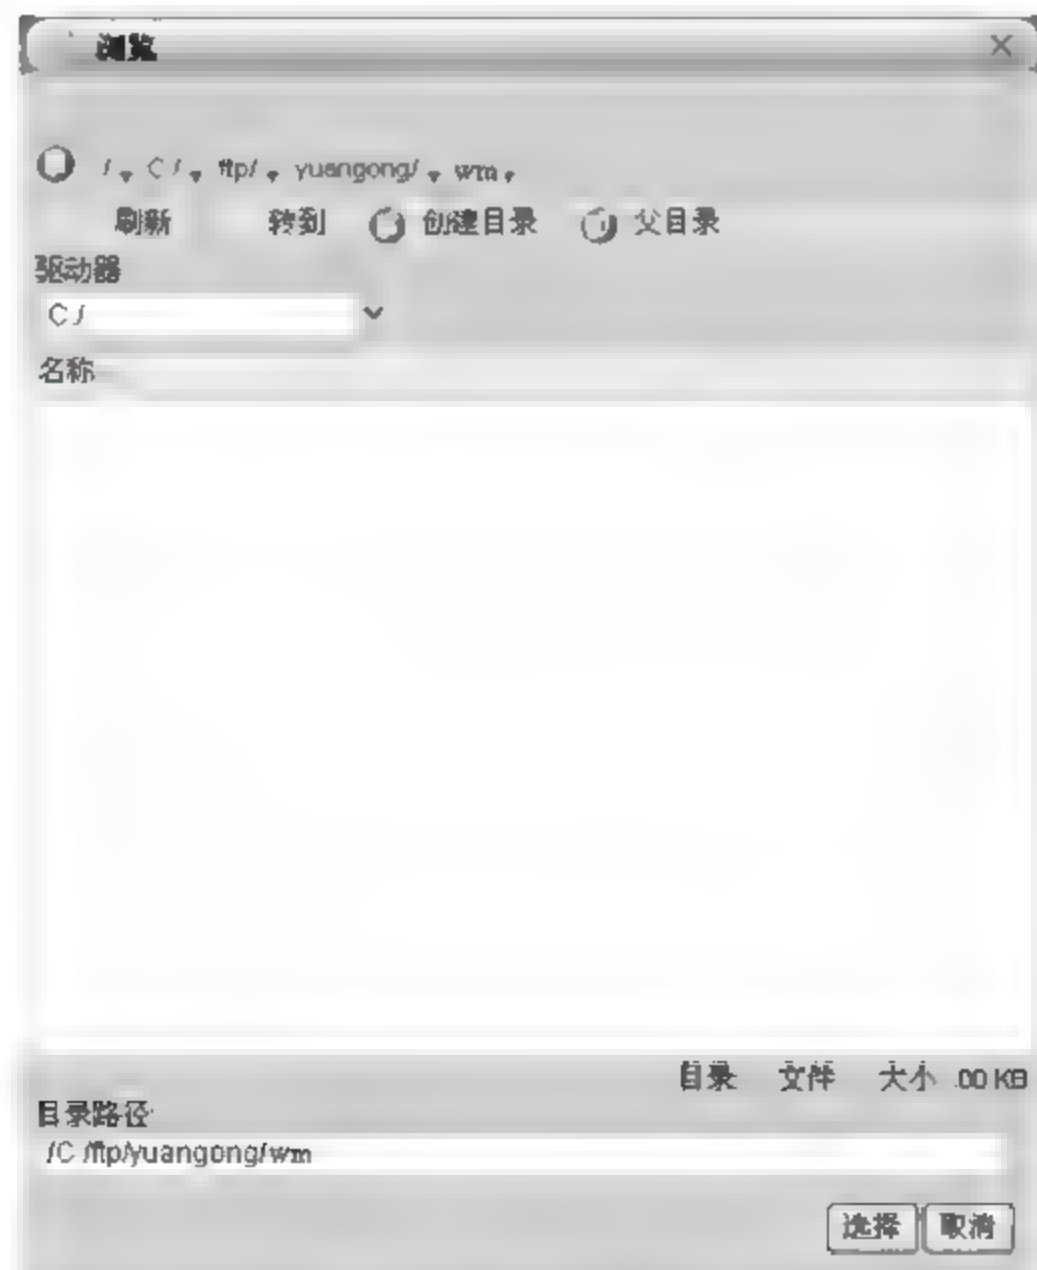 浏览
/ C / ftp/ yuangong/ wm
刷新 转到 创建目录 父目录
驱动器
C /
名称
目录 文件 大小 .00 KB
目录路径
/C /ftp/yuangong/wm
选择 取消